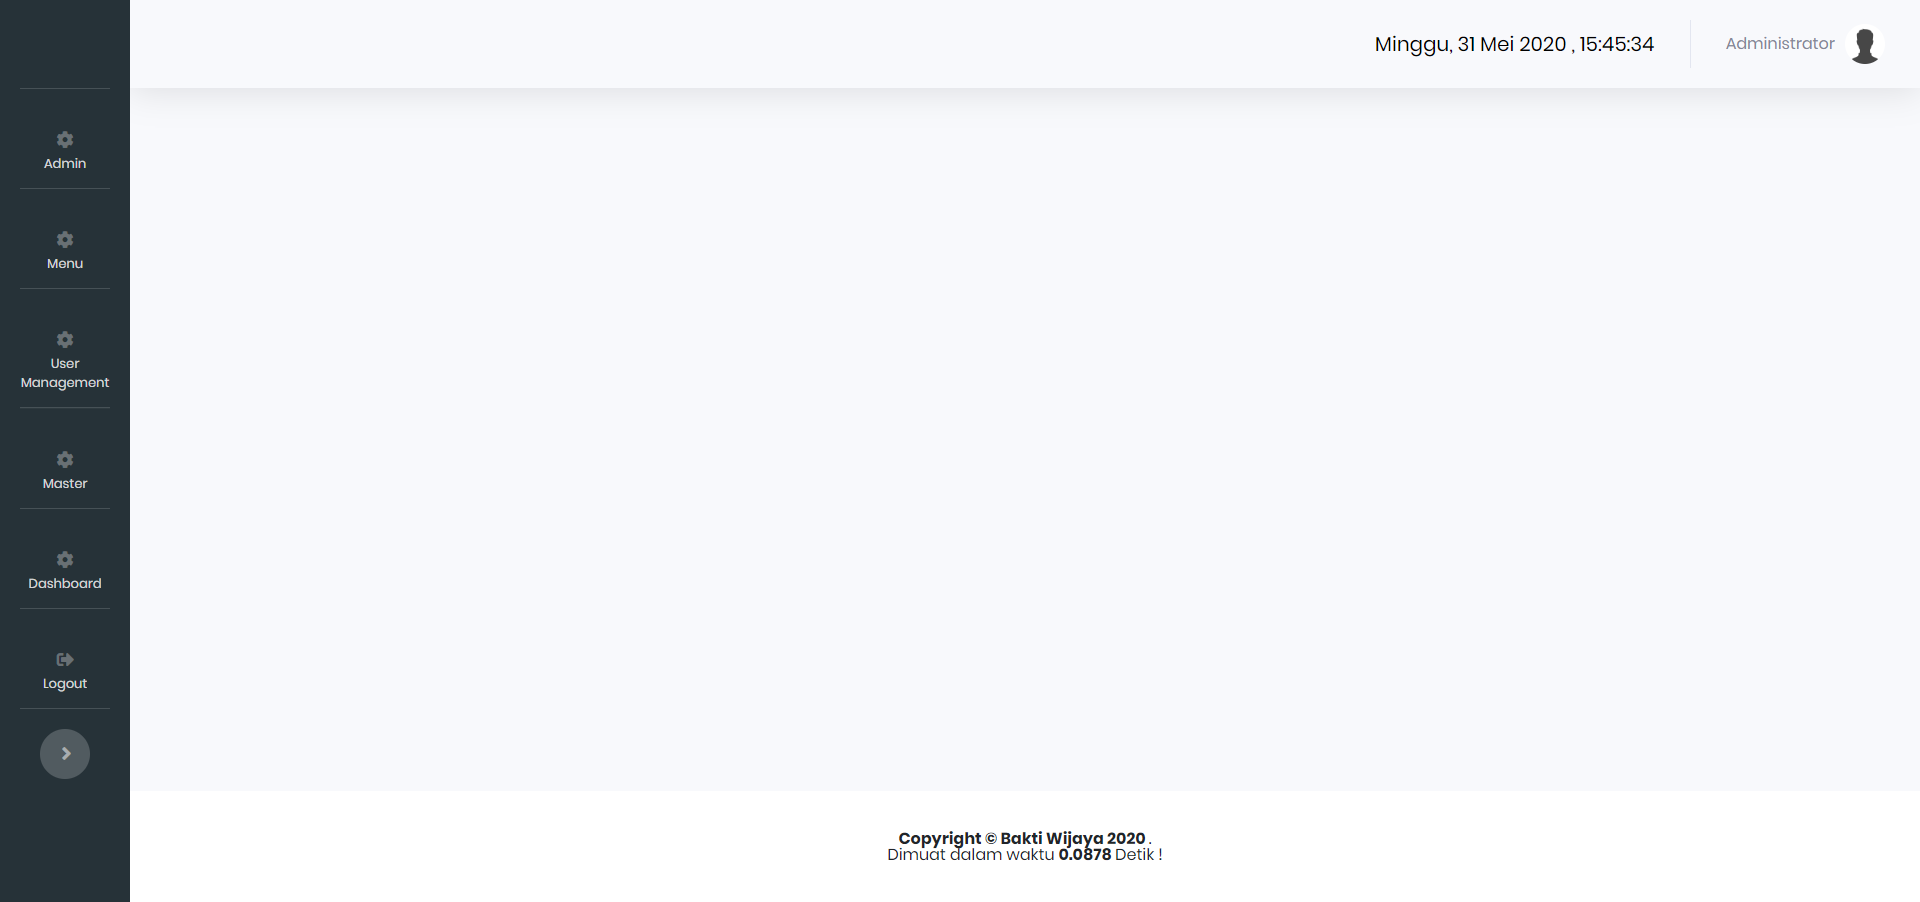 Minggu, 31 Mei 2020 , 15:45:34
Administrator
Admin
Menu
User
Management
Master
Dashboard
Logout
Copyright © Bakti Wijaya 2020 .
Dimuat dalam waktu 0.0878 Detik !